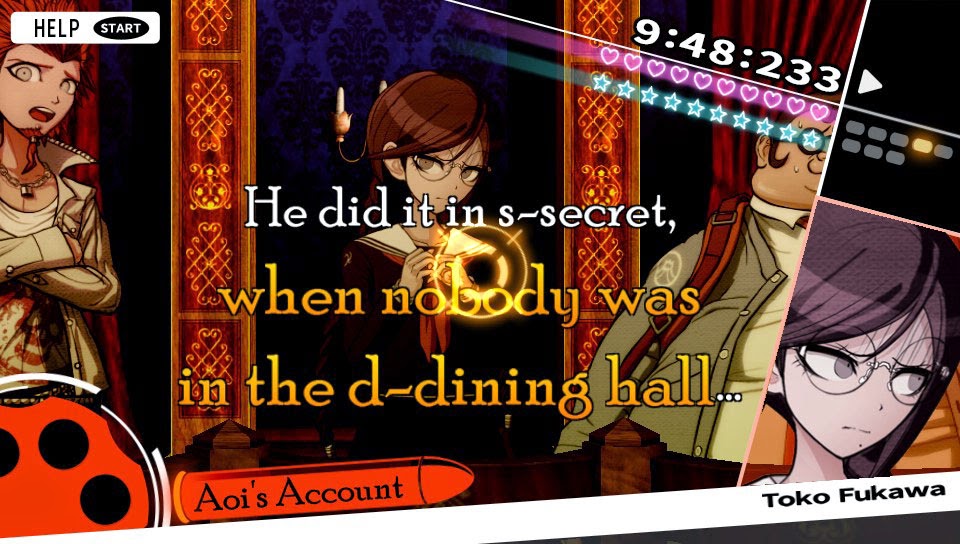 HELP START
9:48:233
He did it in s-secret,
when nobody was
in the d-dining hall...
Aoi's Account
Toko Fukawa